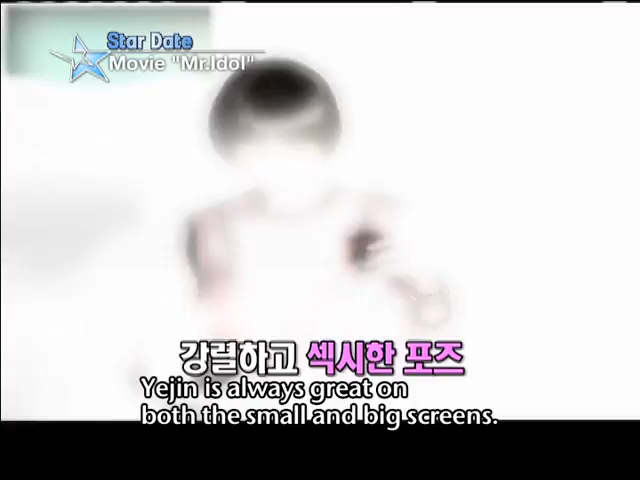 Star Date
Movie "Mr.Idol"
강렬하고 섹시한 포즈
Yejin is always great on
both the small and big screens.